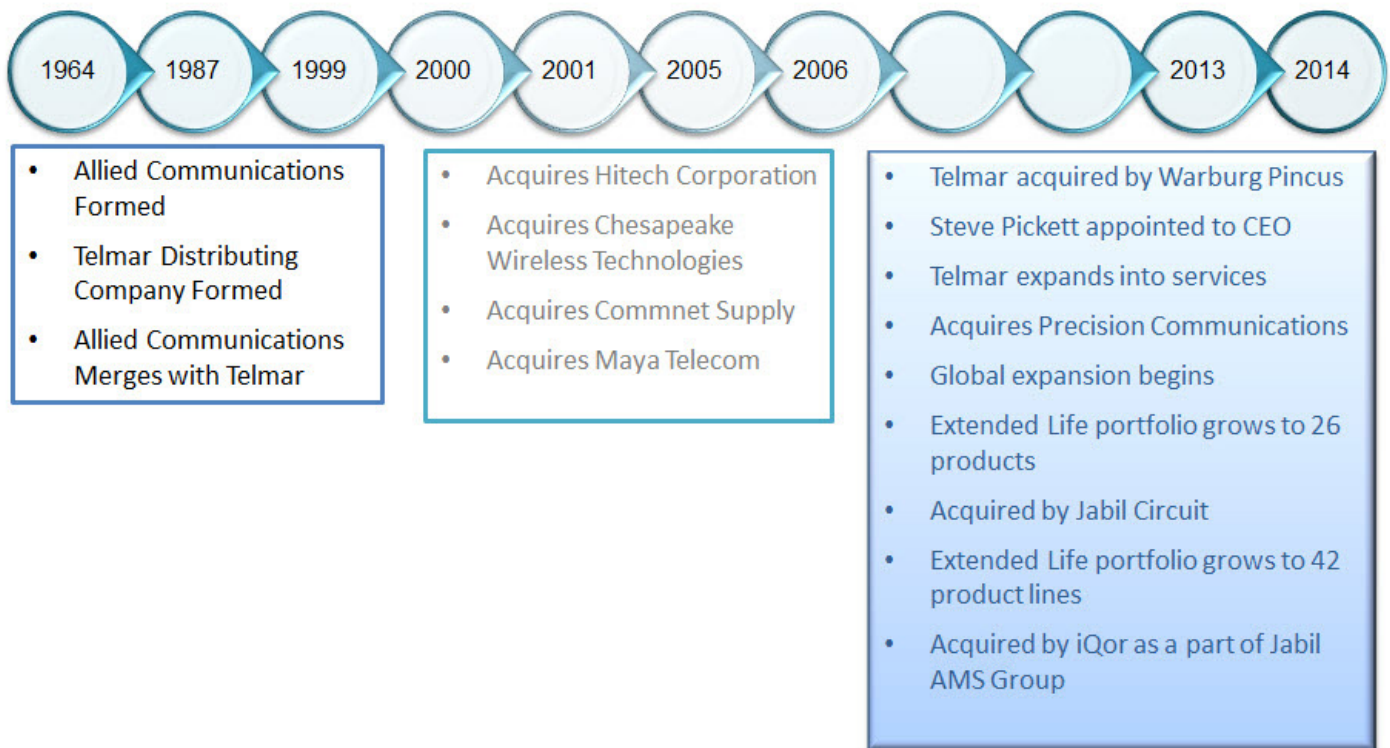 1964 1987 1999 2000 2001 2005 2006 2013 2014
• Allied Communications
Formed
• Telmar Distributing
Company Formed
• Allied Communications
Merges with Telmar
• Acquires Hitech Corporation
• Acquires Chesapeake
Wireless Technologies
• Acquires Commnet Supply
• Acquires Maya Telecom
• Telmar acquired by Warburg Pincus
• Steve Pickett appointed to CEO
• Telmar expands into services
• Acquires Precision Communications
• Global expansion begins
• Extended Life portfolio grows to 26
products
• Acquired by Jabil Circuit
• Extended Life portfolio grows to 42
product lines
• Acquired by iQor as a part of Jabil
AMS Group